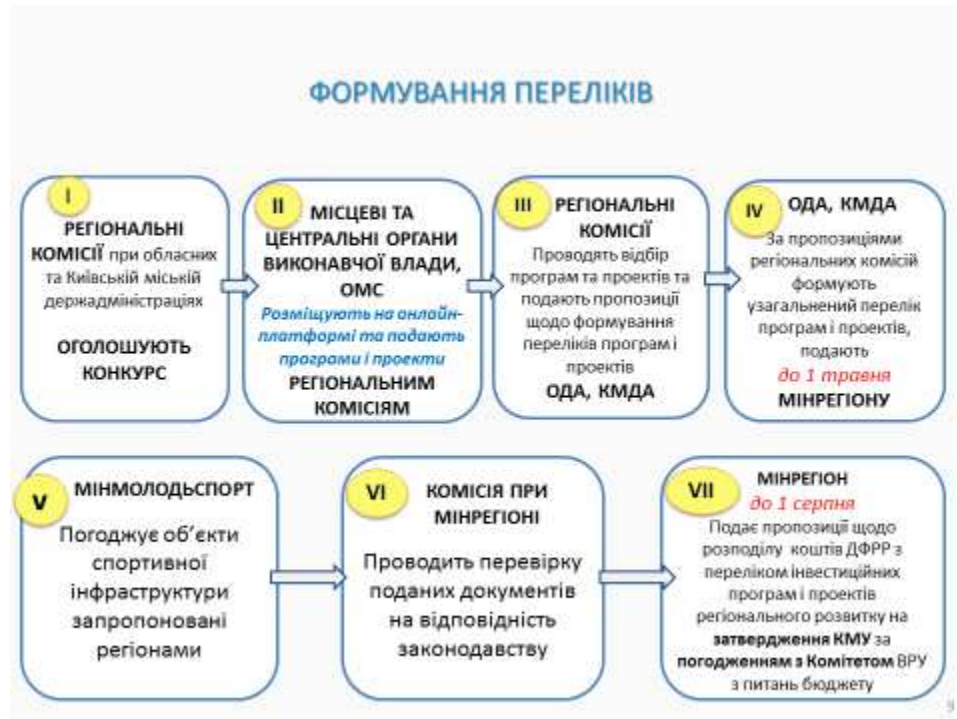 ФОРМУВАННЯ ПЕРЕЛІКІВ
I
РЕГІОНАЛЬНІ
КОМІСІЇ при обласних
та Київській міській
держадміністраціях
ОГОЛОШУЮТЬ
КОНКУРС
II
МІСЦЕВІ ТА
ЦЕНТРАЛЬНІ ОРГАНИ
ВИКОНАВЧОЇ ВЛАДИ,
ОМС
Розміщують на онлайн-
платформі та подають
програми і проекти
РЕГІОНАЛЬНИМ
КОМІСІЯМ
III
РЕГІОНАЛЬНІ
КОМІСІЇ
Проводять відбір
програм та проектів та
подають пропозиції
щодо формування
переліків програм і
проектів
ОДА, КМДА
IV
ОДА, КМДА
За пропозиціями
регіональних комісій
формують
узагальнений перелік
програм і проектів,
подають
до 1 травня
МІНРЕГІОНУ
V
МІНМОЛОДЬСПОРТ
Погоджує об’єкти
спортивної
інфраструктури
запропоновані
регіонами
VI
КОМІСІЯ ПРИ
МІНРЕГІОНІ
Проводить перевірку
поданих документів
на відповідність
законодавству
VII
МІНРЕГІОН
до 1 серпня
Подає пропозиції щодо
розподілу коштів ДФРР з
переліком інвестиційних
програм і проектів
регіонального розвитку на
затвердження КМУ за
погодженням з Комітетом ВРУ
з питань бюджету
9